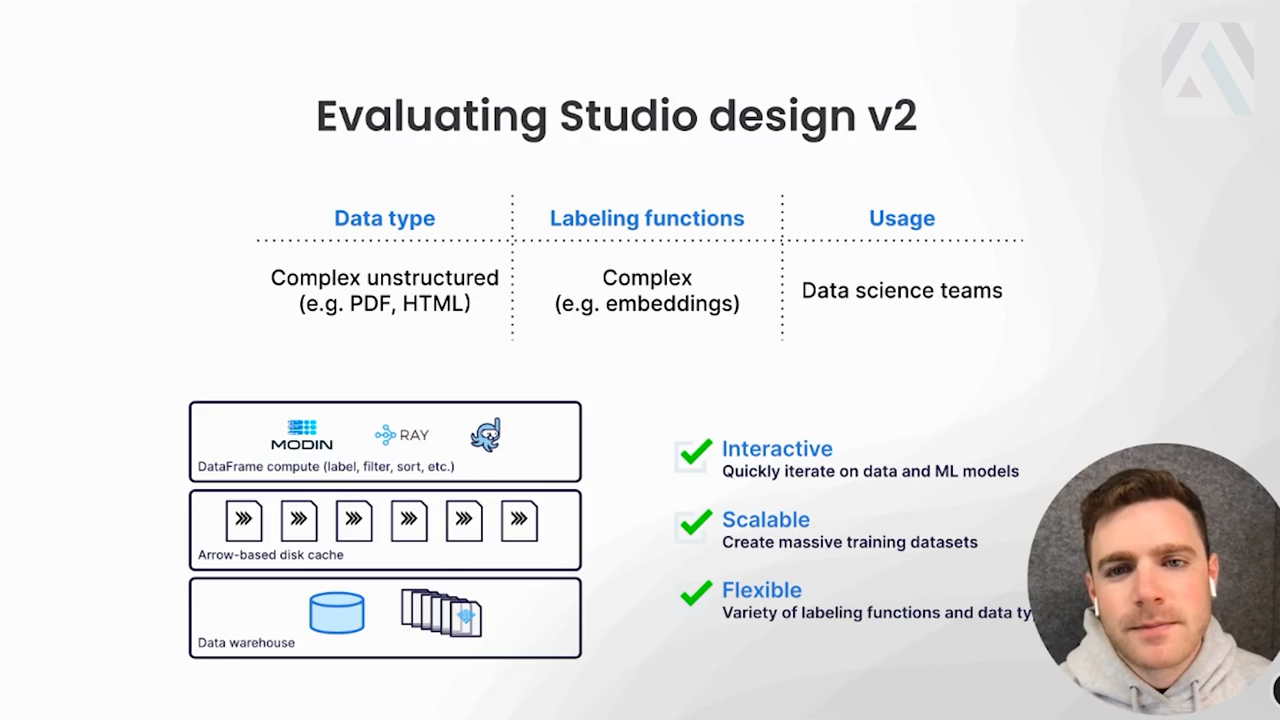 Evaluating Studio design v2
Data type
Labeling functions
Usage
Complex unstructured
(e.g. PDF, HTML)
Complex
(e.g. embeddings)
Data science teams
MODIN
RAY
DataFrame compute (label, filter, sort, etc.)
Arrow-based disk cache
Data warehouse
Interactive
Quickly iterate on data and ML models
Scalable
Create massive training datasets
Flexible
Variety of labeling functions and data ty